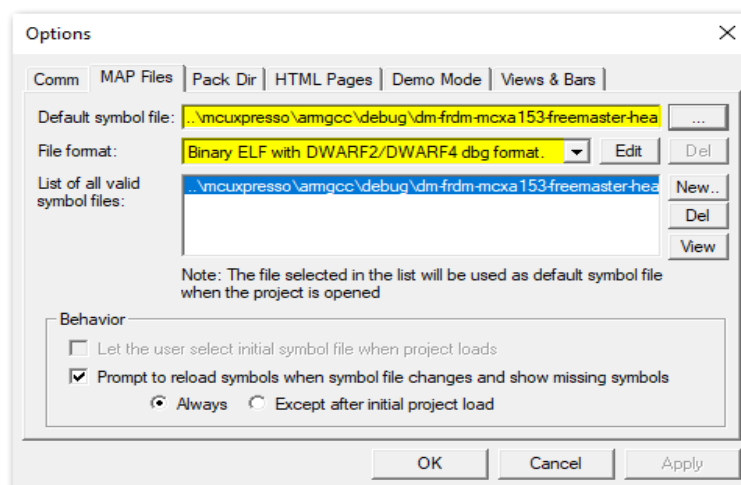 Options
Comm MAP Files Pack Dir HTML Pages Demo Mode Views & Bars
Default symbol file: ..\mcuxpresso\armgcc\debug\dm-frdm-mcxa153-freemaster-hea ...
File format: Binary ELF with DWARF2/DWARF4 dbg format. Edit Del
List of all valid
symbol files:
..\mcuxpresso\armgcc\debug\dm-frdm-mcxa153-freemaster-hea New..
Del
View
Note: The file selected in the list will be used as default symbol file
when the project is opened
Behavior
Let the user select initial symbol file when project loads
Prompt to reload symbols when symbol file changes and show missing symbols
Always Except after initial project load
OK Cancel Apply